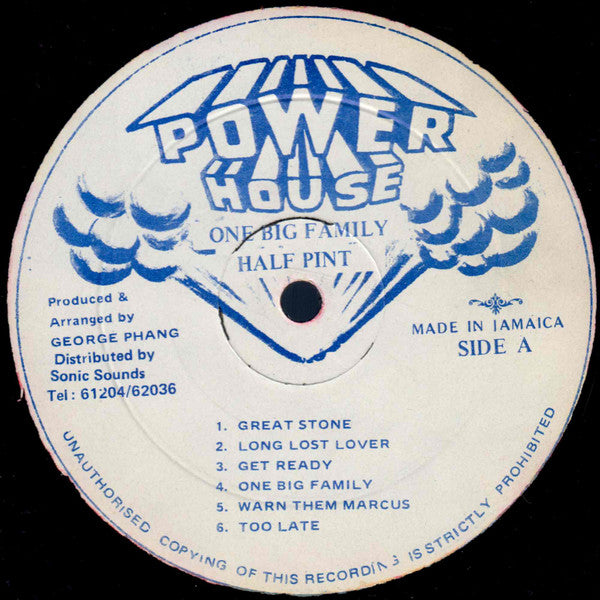 POWER
HOUSE
ONE BIG FAMILY
HALF PINT
Produced &
Arranged by
GEORGE PHANG
Distributed by
Sonic Sounds
Tel : 61204/62036
MADE IN JAMAICA
SIDE A
1. GREAT STONE
2. LONG LOST LOVER
3. GET READY
4. ONE BIG FAMILY
5. WARN THEM MARCUS
6. TOO LATE
UNAUTHORISED COPYING OF THIS RECORDING IS STRICTLY PROHIBITED